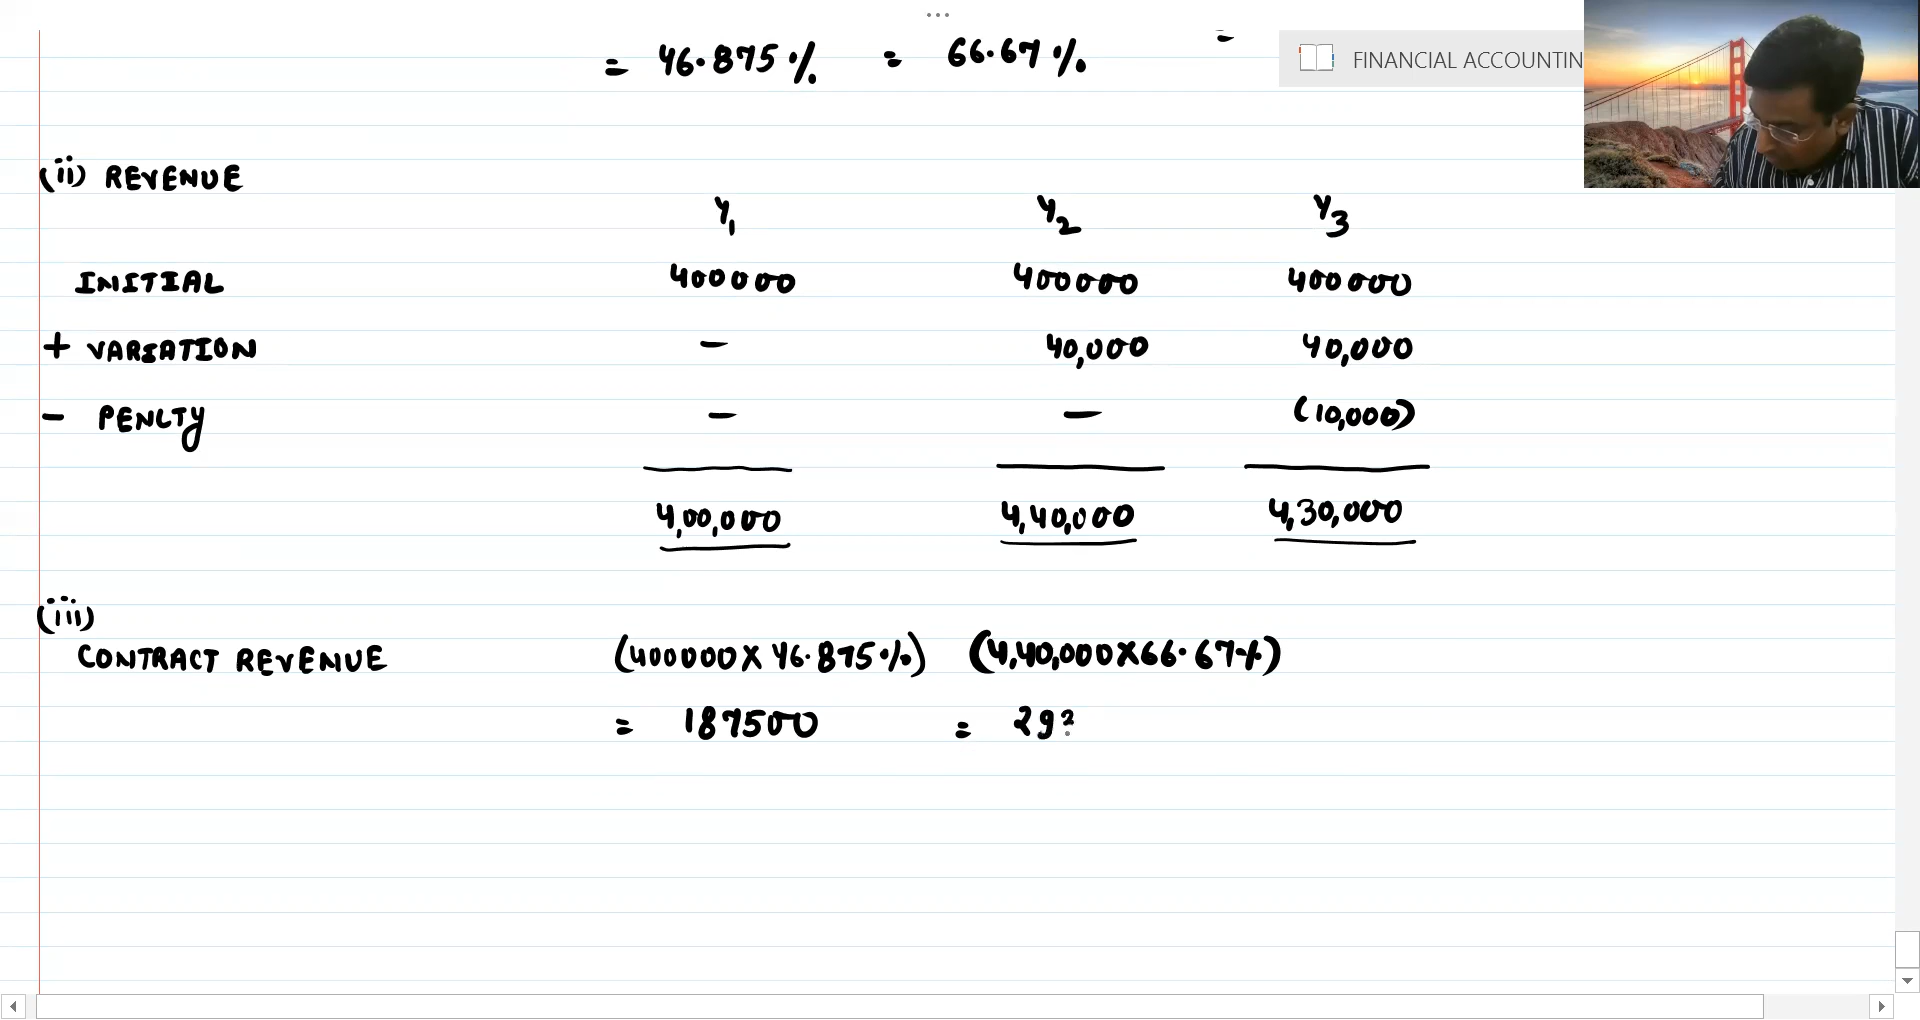 = 46.875% = 66.67% =
FINANCIAL ACCOUNTIN
(ii) REVENUE
Y1 Y2 Y3
INITIAL 400000 400000 400000
+ VARIATION - 40,000 40,000
- PENLTY - - (10,000)
4,00,000 4,40,000 4,30,000
(iii)
CONTRACT REVENUE (400000 X 46.875%) (4,40,000 X 66.67%)
= 187500 = 29